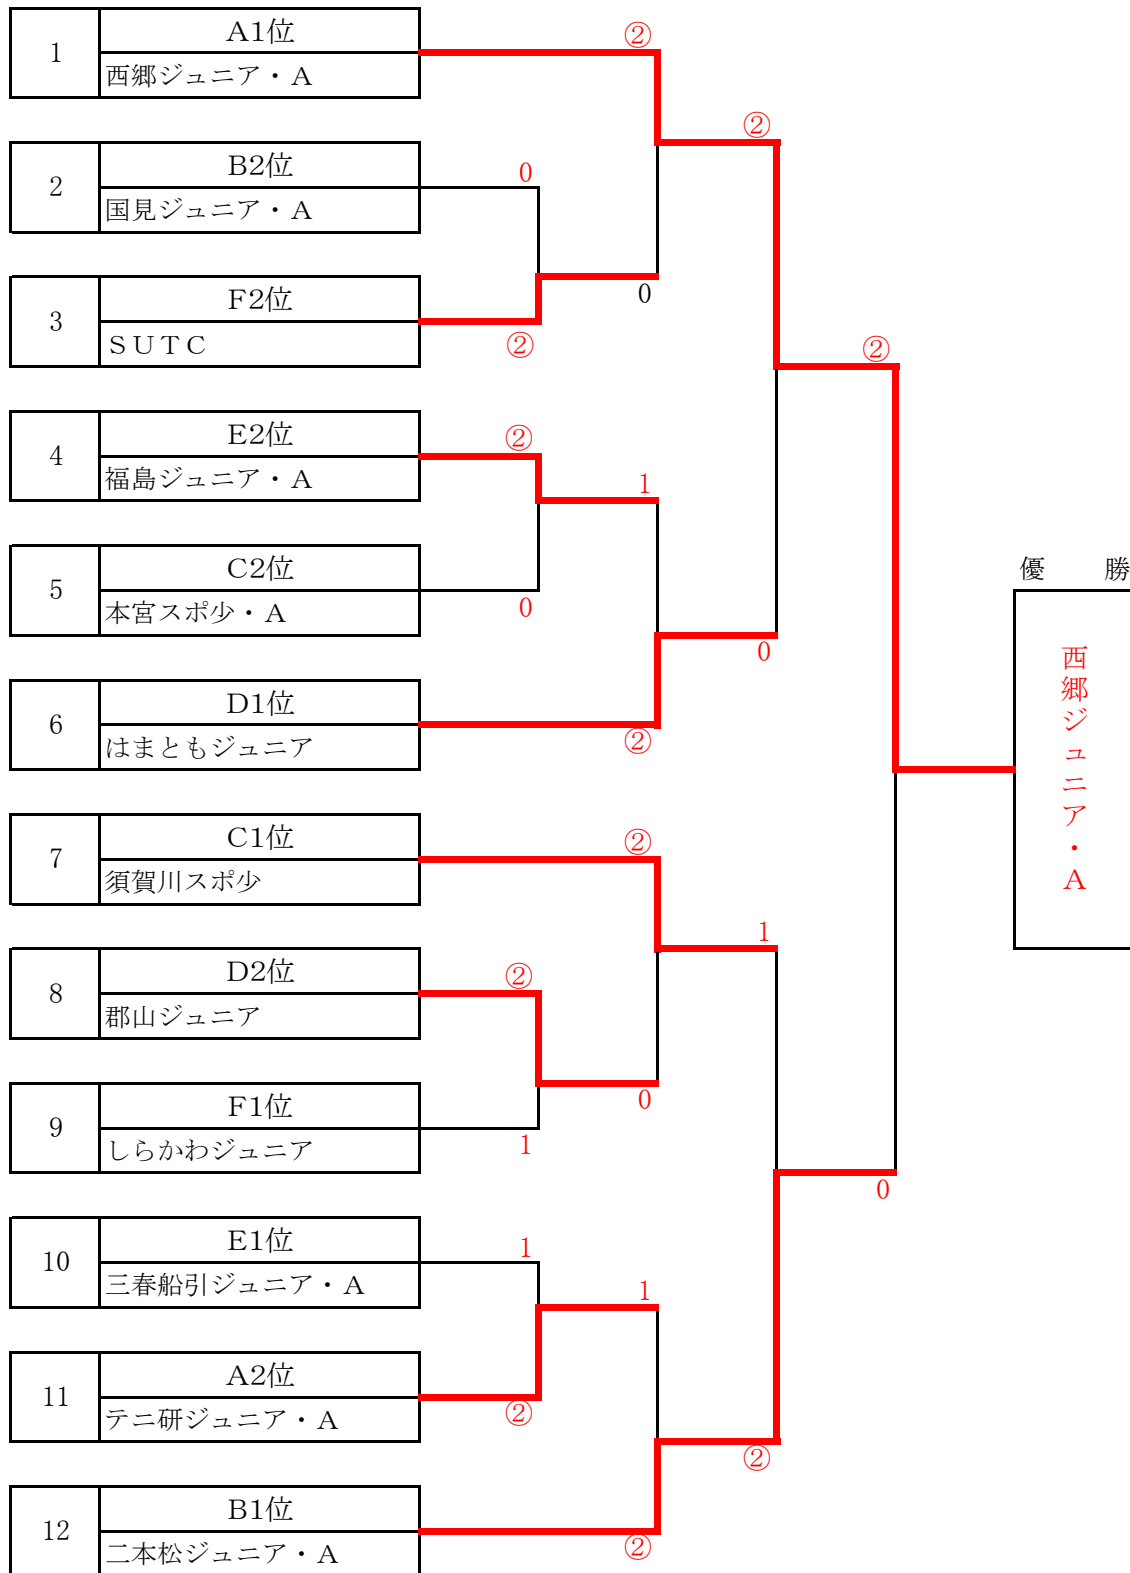 A1位
②
1
西郷ジュニア・A
②
B2位
0
2
国見ジュニア・A
F2位
0
3
SUTC
②
②
E2位
②
4
福島ジュニア・A
1
C2位
優 勝
5
本宮スポ少・A
0
0
西郷ジュニア・A
D1位
6
はまともジュニア
②
C1位
②
7
須賀川スポ少
1
D2位
②
8
郡山ジュニア
F1位
0
9
しらかわジュニア
1
0
E1位
1
10
三春船引ジュニア・A
1
A2位
11
テニ研ジュニア・A
②
②
B1位
12
二本松ジュニア・A
②